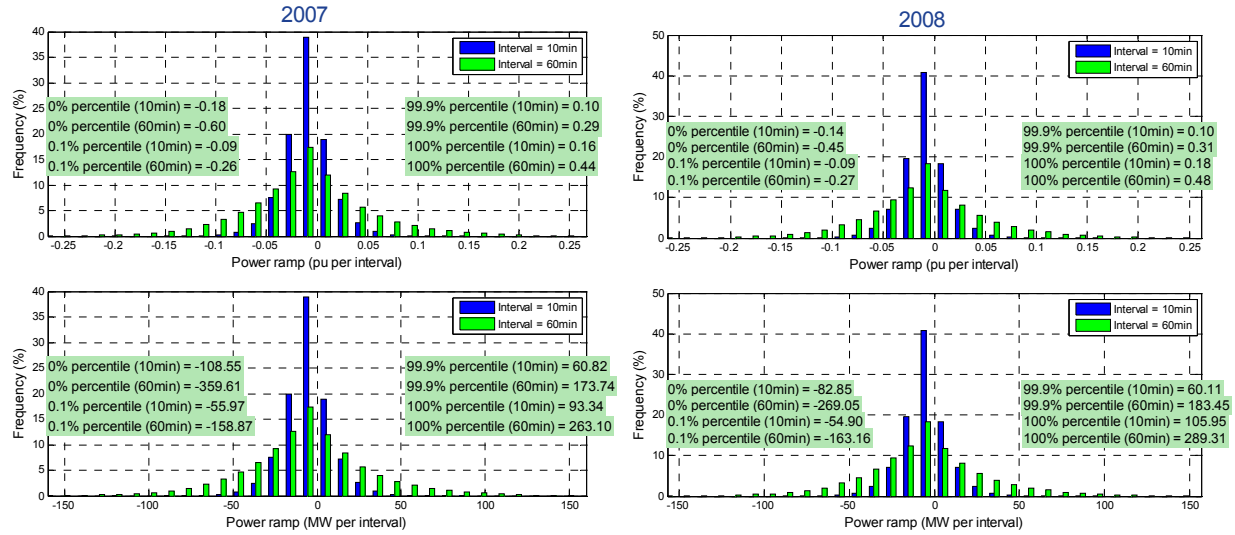 2007
Frequency (%)
40
35
30
25
20
15
10
5
0
Interval = 10min
Interval = 60min
0% percentile (10min) = -0.18
0% percentile (60min) = -0.60
0.1% percentile (10min) = -0.09
0.1% percentile (60min) = -0.26
99.9% percentile (10min) = 0.10
99.9% percentile (60min) = 0.29
100% percentile (10min) = 0.16
100% percentile (60min) = 0.44
-0.25 -0.2 -0.15 -0.1 -0.05 0 0.05 0.1 0.15 0.2 0.25
Power ramp (pu per interval)
2008
Frequency (%)
50
40
30
20
10
0
Interval = 10min
Interval = 60min
0% percentile (10min) = -0.14
0% percentile (60min) = -0.45
0.1% percentile (10min) = -0.09
0.1% percentile (60min) = -0.27
99.9% percentile (10min) = 0.10
99.9% percentile (60min) = 0.31
100% percentile (10min) = 0.18
100% percentile (60min) = 0.48
-0.25 -0.2 -0.15 -0.1 -0.05 0 0.05 0.1 0.15 0.2 0.25
Power ramp (pu per interval)
Frequency (%)
40
35
30
25
20
15
10
5
0
Interval = 10min
Interval = 60min
0% percentile (10min) = -108.55
0% percentile (60min) = -359.61
0.1% percentile (10min) = -55.97
0.1% percentile (60min) = -158.87
99.9% percentile (10min) = 60.82
99.9% percentile (60min) = 173.74
100% percentile (10min) = 93.34
100% percentile (60min) = 263.10
-150 -100 -50 0 50 100 150
Power ramp (MW per interval)
Frequency (%)
50
40
30
20
10
0
Interval = 10min
Interval = 60min
0% percentile (10min) = -82.85
0% percentile (60min) = -269.05
0.1% percentile (10min) = -54.90
0.1% percentile (60min) = -163.16
99.9% percentile (10min) = 60.11
99.9% percentile (60min) = 183.45
100% percentile (10min) = 105.95
100% percentile (60min) = 289.31
-150 -100 -50 0 50 100 150
Power ramp (MW per interval)